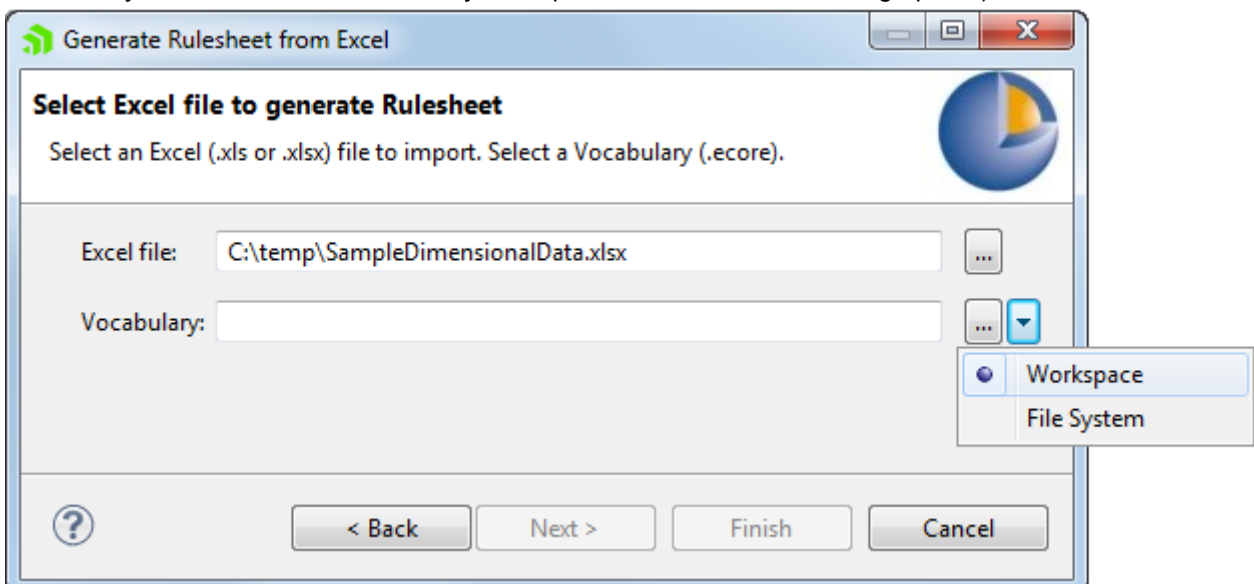 Generate Rulesheet from Excel
Select Excel file to generate Rulesheet
Select an Excel (.xls or .xlsx) file to import. Select a Vocabulary (.ecore).
Excel file: C:\temp\SampleDimensionalData.xlsx ...
Vocabulary: ...
Workspace
File System
? < Back Next > Finish Cancel